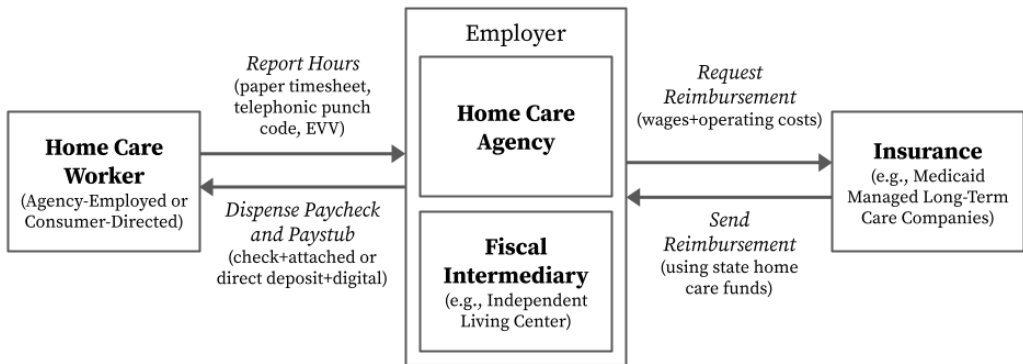 Employer
Report Hours
(paper timesheet,
telephonic punch
code, EVV)
Home Care
Worker
(Agency-Employed or
Consumer-Directed)
Dispense Paycheck
and Paystub
(check+attached or
direct deposit+digital)
Home Care
Agency
Fiscal
Intermediary
(e.g., Independent
Living Center)
Request
Reimbursement
(wages+operating costs)
Send
Reimbursement
(using state home
care funds)
Insurance
(e.g., Medicaid
Managed Long-Term
Care Companies)